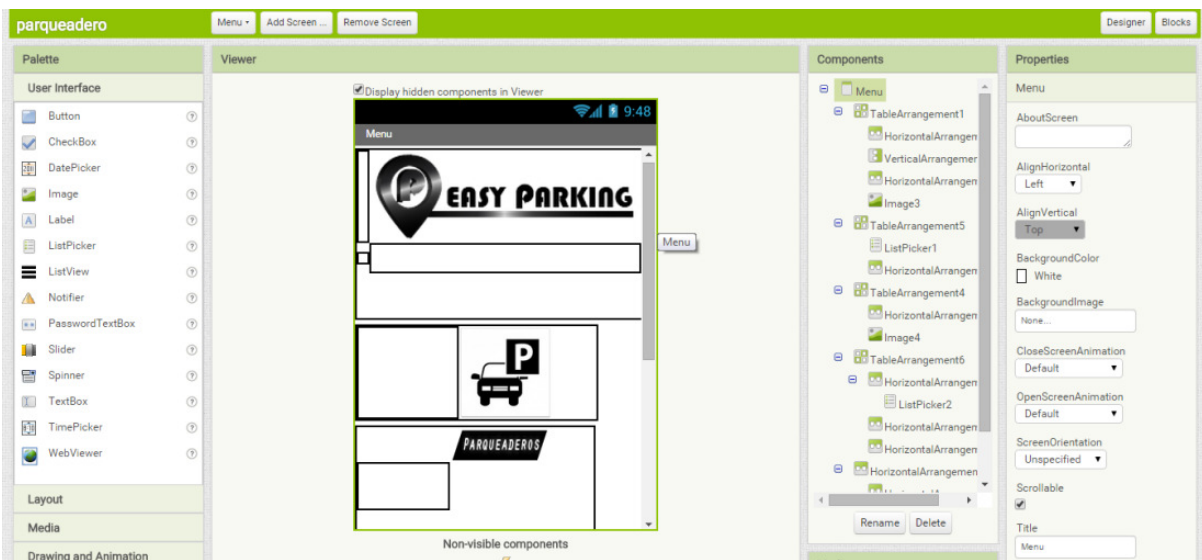 parqueadero
Menu
Add Screen ...
Remove Screen
Designer
Blocks
Palette
User Interface
Button
CheckBox
DatePicker
Image
Label
ListPicker
ListView
Notifier
PasswordTextBox
Slider
Spinner
TextBox
TimePicker
WebViewer
Layout
Media
Drawing and Animation
Viewer
Display hidden components in Viewer
9:48
Menu
P EASY PARKING
Menu
P
PARQUEADEROS
Non-visible components
Components
Menu
TableArrangement1
HorizontalArrangem
VerticalArrangemer
HorizontalArrangem
Image3
TableArrangement5
ListPicker1
HorizontalArrangem
TableArrangement4
HorizontalArrangem
Image4
TableArrangement6
HorizontalArrangem
ListPicker2
HorizontalArrangem
HorizontalArrangem
HorizontalArrangemen
Rename
Delete
Properties
Menu
AboutScreen
AlignHorizontal
Left
AlignVertical
Top
BackgroundColor
White
BackgroundImage
None...
CloseScreenAnimation
Default
OpenScreenAnimation
Default
ScreenOrientation
Unspecified
Scrollable
Title
Menu